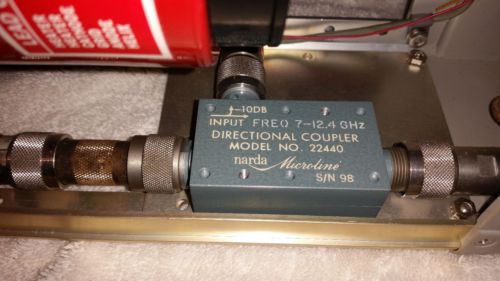 -10DB
INPUT FREQ 7-12.4 GHz
DIRECTIONAL COUPLER
MODEL NO. 22440
narda Microline
S/N 98